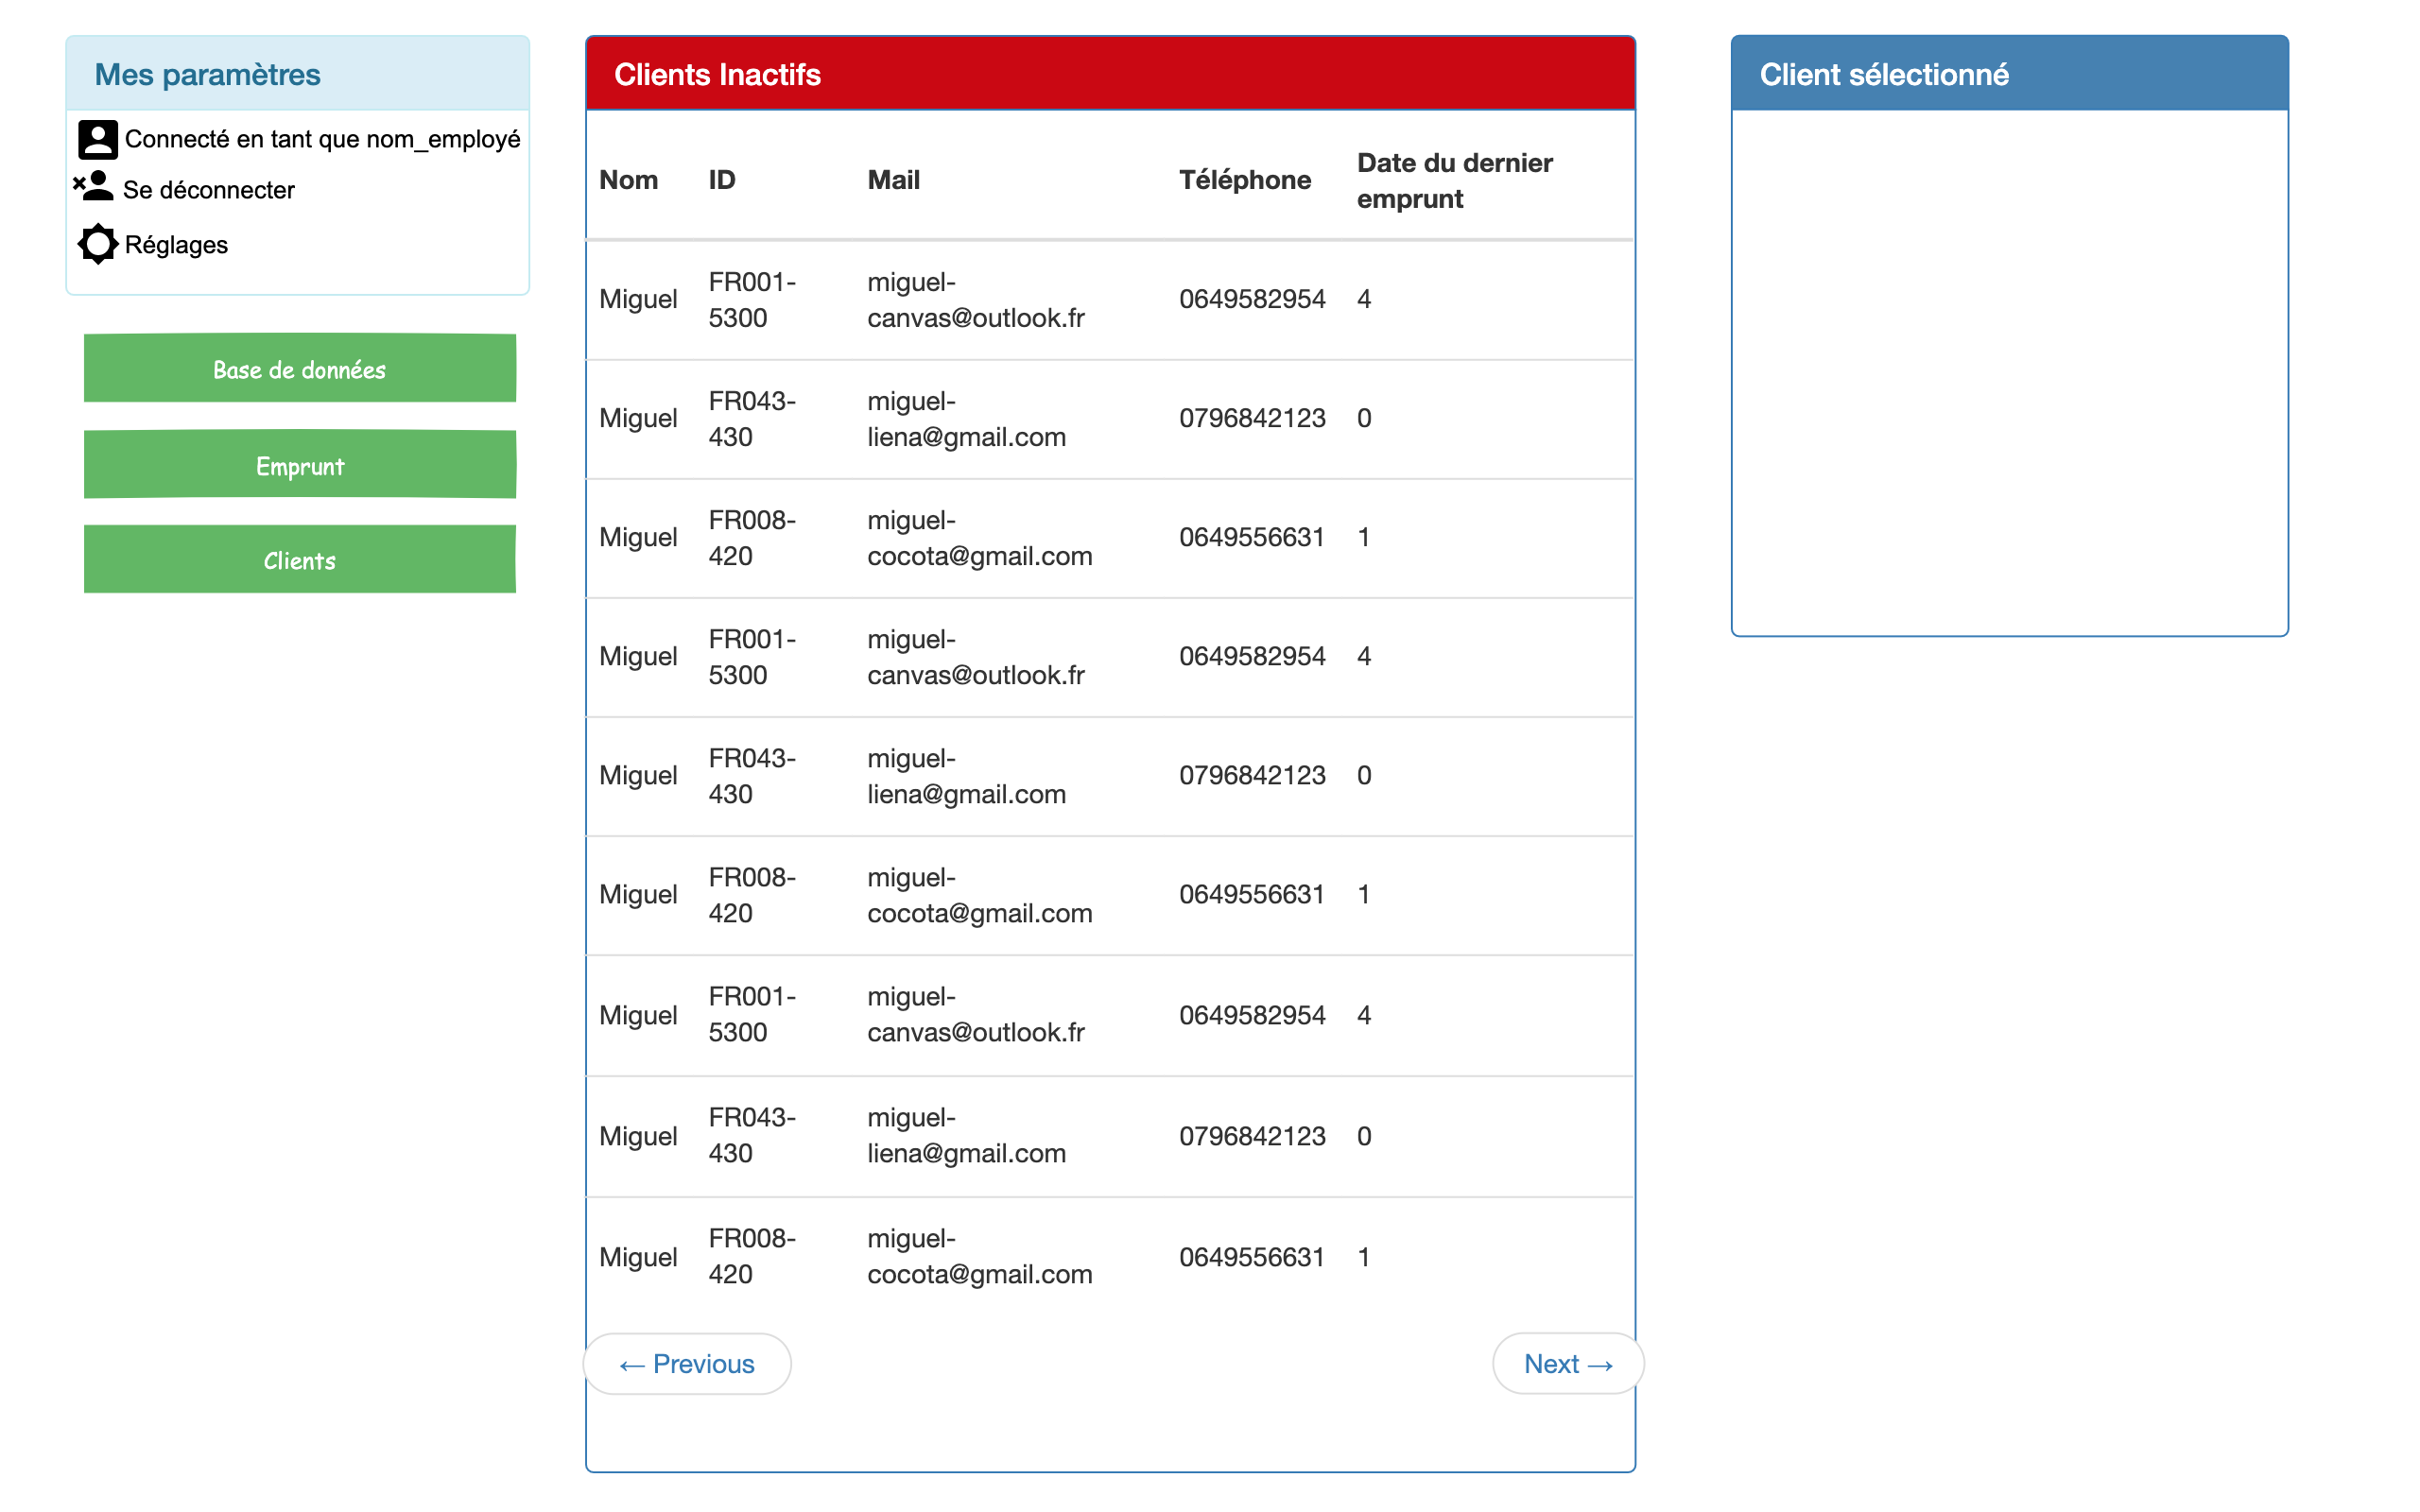 Mes paramètres
Connecté en tant que nom_employé
Se déconnecter
Réglages
Base de données
Emprunt
Clients
Clients Inactifs
Nom ID Mail Téléphone Date du dernier
emprunt
Miguel FR001- miguel- 0649582954 4
5300 canvas@outlook.fr
Miguel FR043- miguel- 0796842123 0
430 liena@gmail.com
Miguel FR008- miguel- 0649556631 1
420 cocota@gmail.com
Miguel FR001- miguel- 0649582954 4
5300 canvas@outlook.fr
Miguel FR043- miguel- 0796842123 0
430 liena@gmail.com
Miguel FR008- miguel- 0649556631 1
420 cocota@gmail.com
Miguel FR001- miguel- 0649582954 4
5300 canvas@outlook.fr
Miguel FR043- miguel- 0796842123 0
430 liena@gmail.com
Miguel FR008- miguel- 0649556631 1
420 cocota@gmail.com
← Previous Next →
Client sélectionné